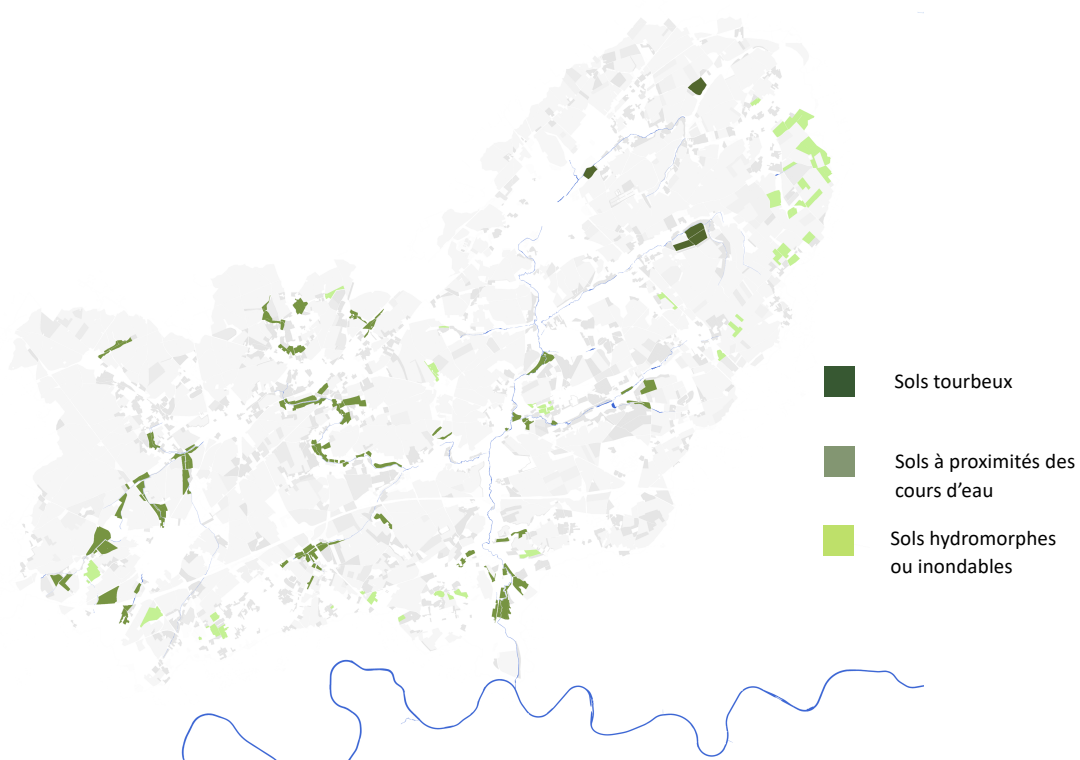 Sols tourbeux
Sols à proximités des
cours d’eau
Sols hydromorphes
ou inondables